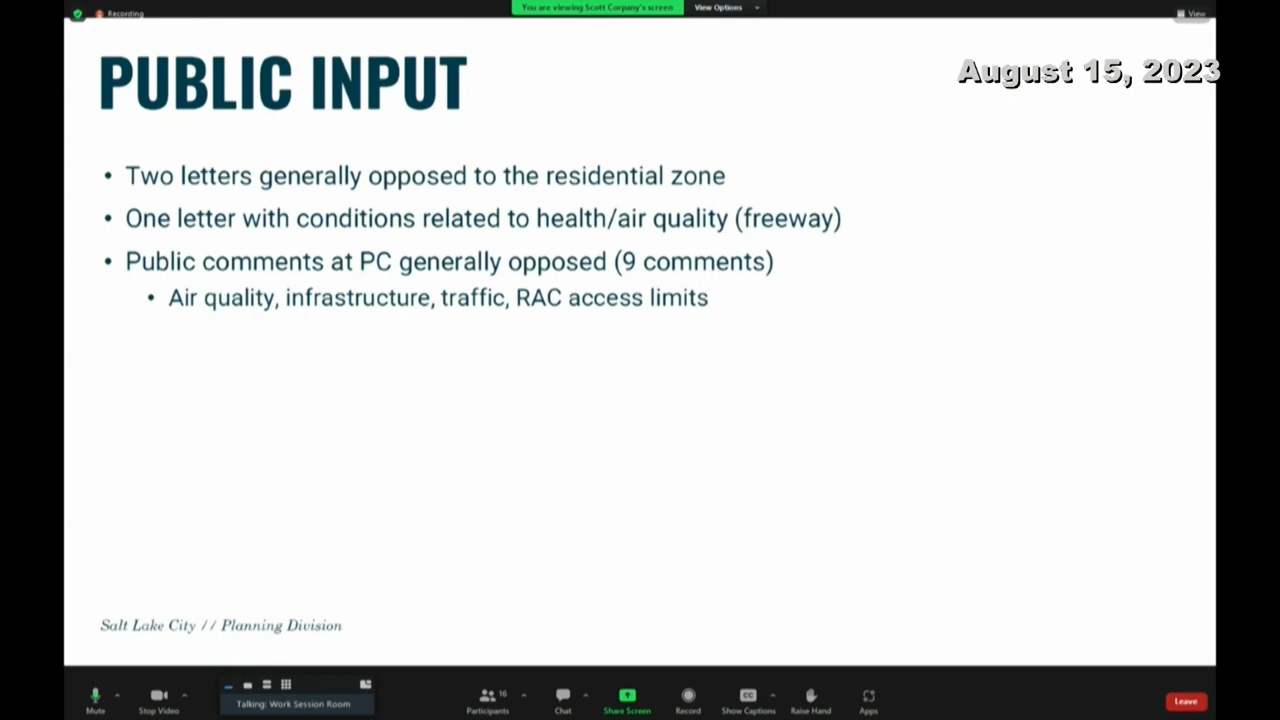 Recording
You are viewing Scott Corpany's screen
View Options
View
PUBLIC INPUT
August 15, 2023
• Two letters generally opposed to the residential zone
• One letter with conditions related to health/air quality (freeway)
• Public comments at PC generally opposed (9 comments)
• Air quality, infrastructure, traffic, RAC access limits
Salt Lake City // Planning Division
Talking: Work Session Room
16
Mute
Stop Video
Participants
Chat
Share Screen
Record
CC
Show Captions
Raise Hand
Apps
Leave